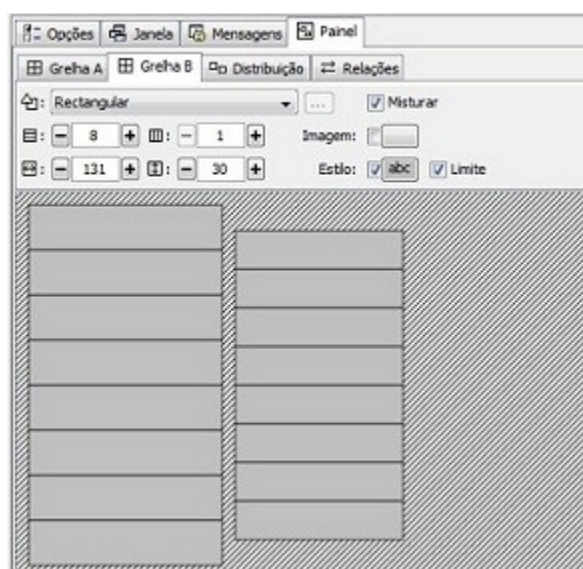 Opções Janela Mensagens Painel
Grelha A Grelha B Distribuição Relações
: Rectangular ... Misturar
: 8 : 1 Imagem:
: 131 : 30 Estilo: abc Limite